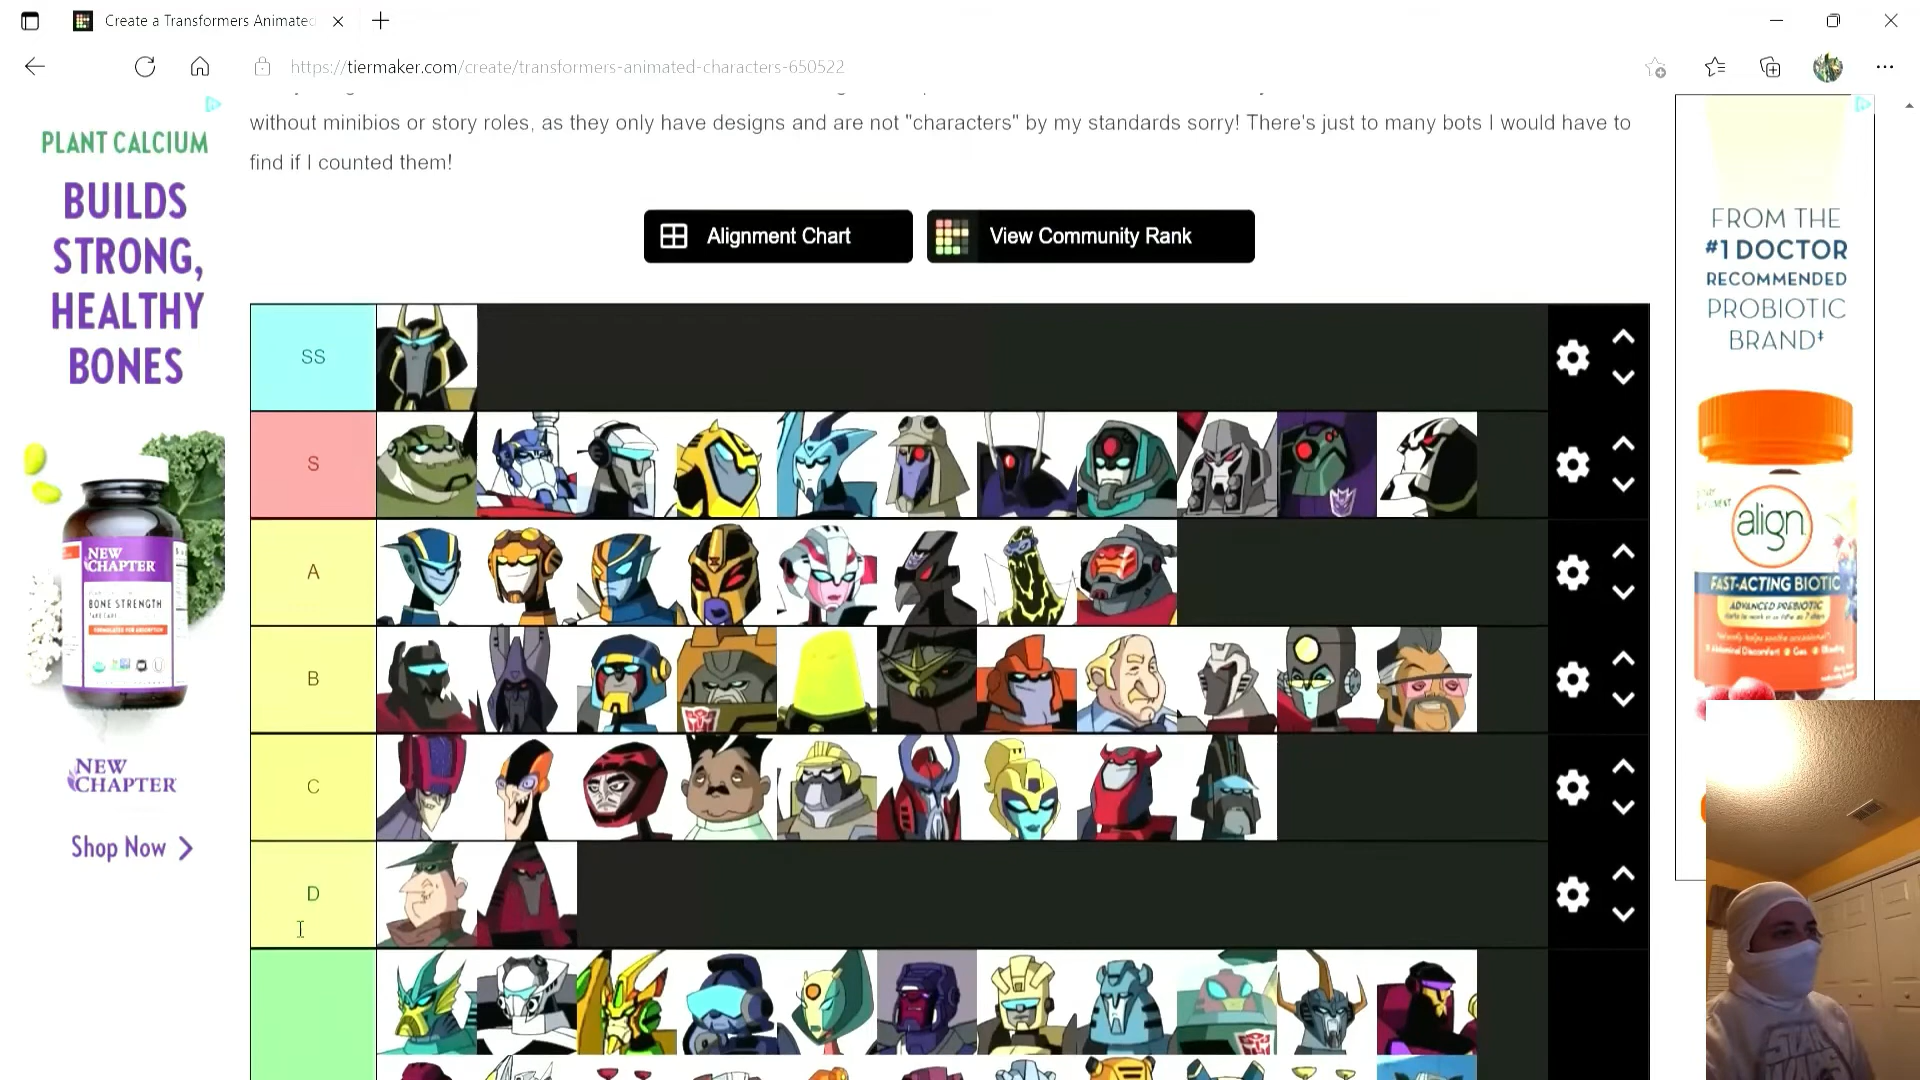 Create a Transformers Animated
https://tiermaker.com/create/transformers-animated-characters-650522
without minibios or story roles, as they only have designs and are not "characters" by my standards sorry! There's just to many bots I would have to
find if I counted them!
Alignment Chart
View Community Rank
SS
S
A
B
C
D
PLANT CALCIUM
BUILDS
STRONG,
HEALTHY
BONES
NEW
CHAPTER
BONE STRENGTH
TAKE CARE
NEW
CHAPTER
Shop Now
FROM THE
#1 DOCTOR
RECOMMENDED
PROBIOTIC
BRAND‡
align
FAST-ACTING BIOTIC
ADVANCED PREBIOTIC